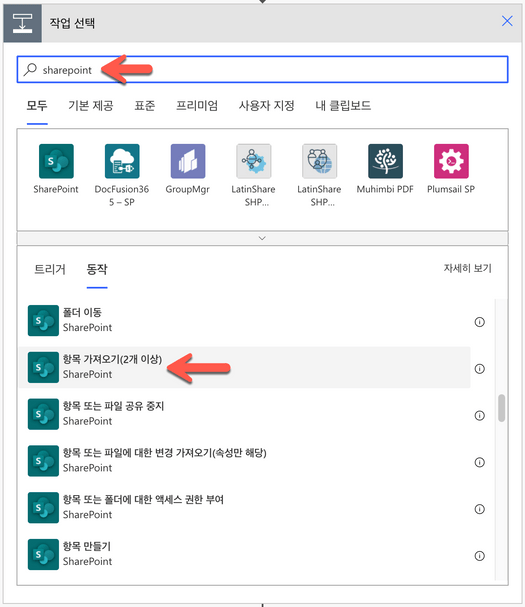 작업 선택
sharepoint
모두 기본 제공 표준 프리미엄 사용자 지정 내 클립보드
SharePoint DocFusion36 GroupMgr LatinShare LatinShare Muhimbi PDF Plumsail SP
5 – SP SHP... SHP...
트리거 동작 자세히 보기
폴더 이동
SharePoint
항목 가져오기(2개 이상)
SharePoint
항목 또는 파일 공유 중지
SharePoint
항목 또는 파일에 대한 변경 가져오기(속성만 해당)
SharePoint
항목 또는 폴더에 대한 액세스 권한 부여
SharePoint
항목 만들기
SharePoint